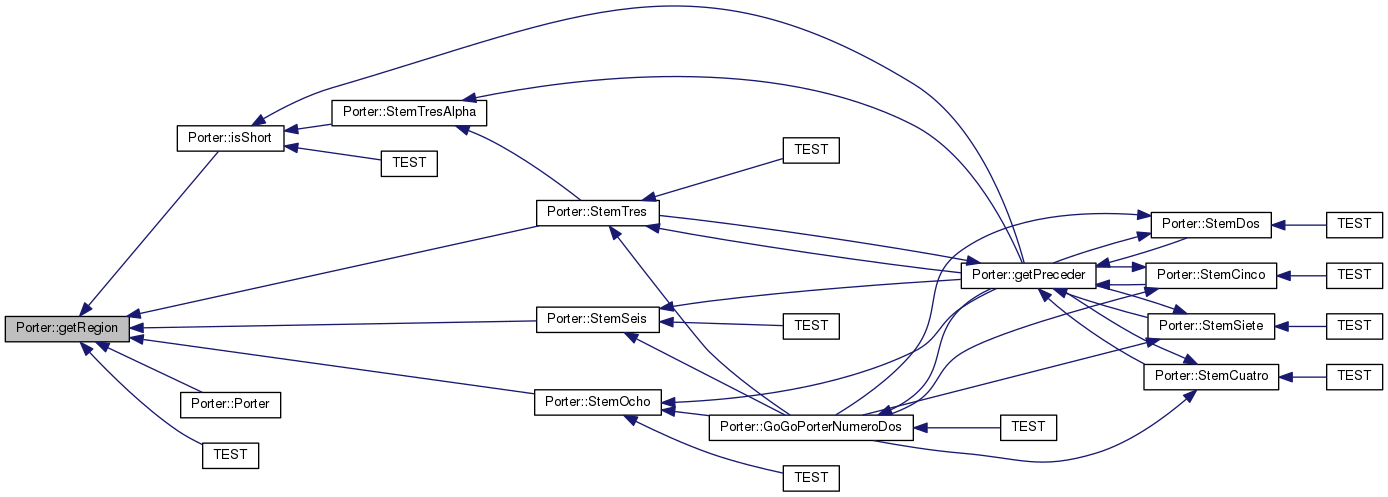 Porter::getRegion
Porter::isShort
Porter::StemTresAlpha
TEST
TEST
Porter::StemTres
Porter::StemSeis
TEST
Porter::StemOcho
Porter::Porter
TEST
Porter::GoGoPorterNumeroDos
TEST
TEST
Porter::getPreceder
Porter::StemDos
TEST
Porter::StemCinco
TEST
Porter::StemSiete
TEST
Porter::StemCuatro
TEST